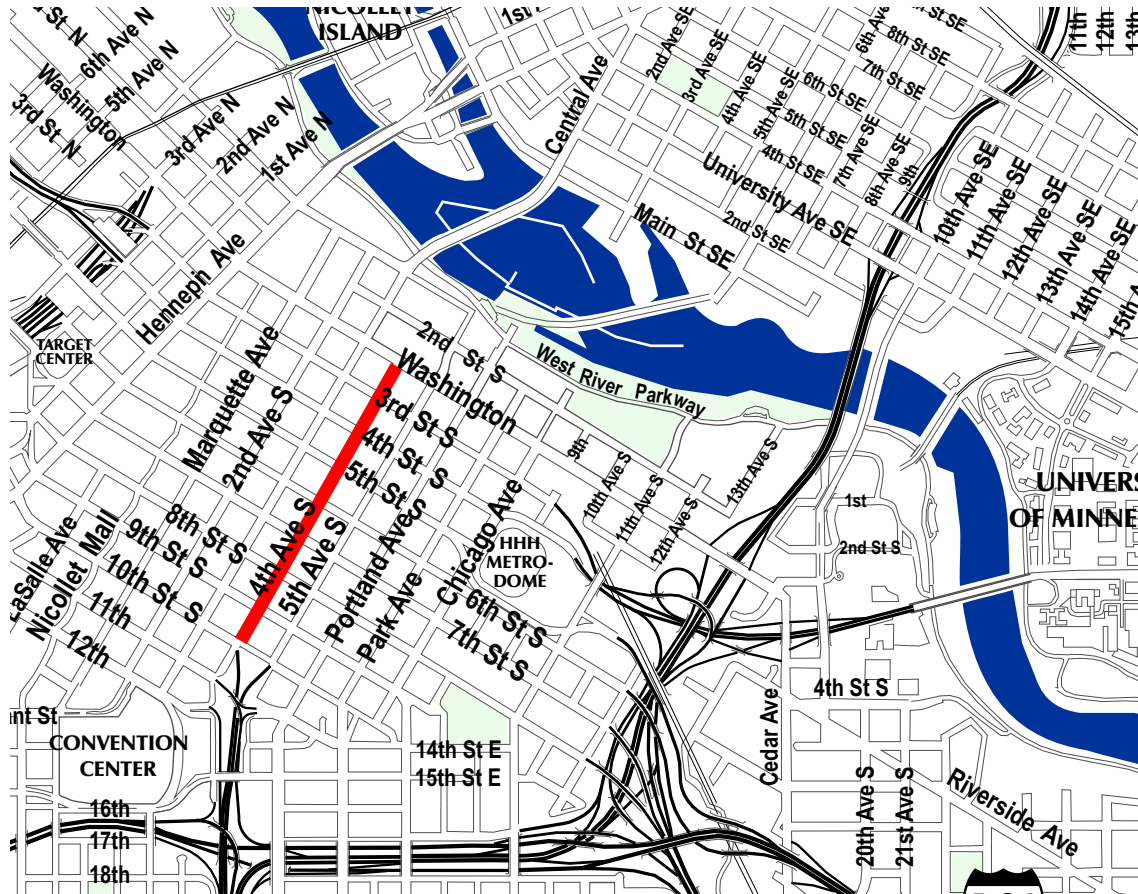 NICOLLET
ISLAND
1st
St N
6th Ave N
5th Ave N
Washington
3rd St N
3rd Ave N
2nd Ave N
1st Ave N
Hennepin Ave
Central Ave
2nd Ave SE
3rd Ave SE
4th Ave SE
5th Ave SE
6th Ave
8th St SE
7th St SE
6th St SE
5th St SE
4th St SE
7th Ave SE
8th Ave SE
9th
University Ave SE
2nd St SE
Main St SE
10th Ave SE
11th Ave SE
12th Ave SE
13th Ave SE
14th Ave SE
15th A
11th
12th
13th
TARGET
CENTER
Marquette Ave
2nd Ave S
2nd St S
Washington
3rd St S
4th St S
5th St S
West River Parkway
9th
10th Ave S
11th Ave S
12th Ave S
13th Ave S
4th Ave S
5th Ave S
Portland Ave S
Park Ave
Chicago Ave
HHH
METRO-
DOME
6th St S
7th St S
8th St S
9th St S
10th St S
11th
12th
LaSalle Ave
Nicollet Mall
1st
2nd St S
UNIVERS
OF MINNE
4th St S
Cedar Ave
20th Ave S
21st Ave S
Riverside Ave
nt St
CONVENTION
CENTER
14th St E
15th St E
16th
17th
18th